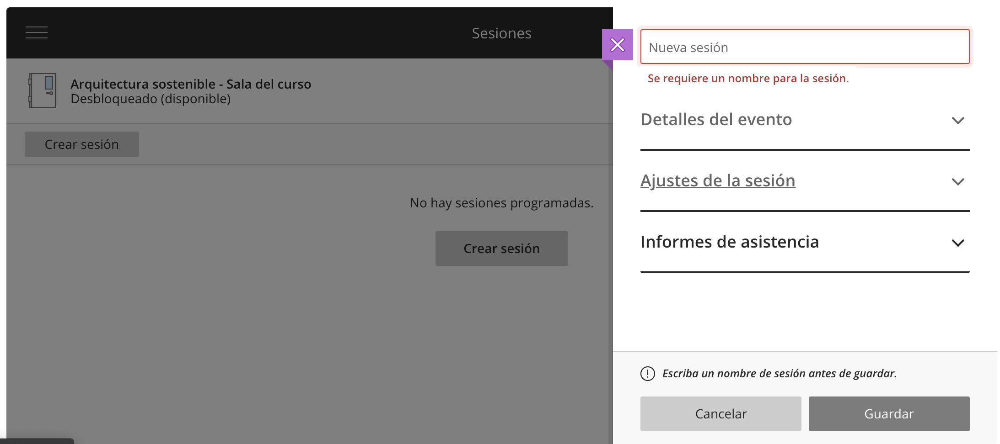 Sesiones
Arquitectura sostenible - Sala del curso
Desbloqueado (disponible)
Crear sesión
No hay sesiones programadas.
Crear sesión
Nueva sesión
Se requiere un nombre para la sesión.
Detalles del evento
Ajustes de la sesión
Informes de asistencia
Escriba un nombre de sesión antes de guardar.
Cancelar
Guardar